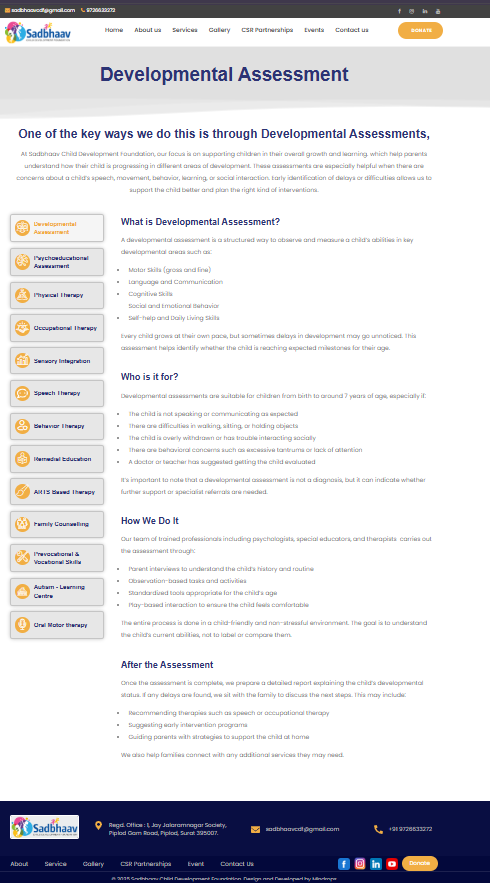 sadbhaavcdf@gmail.com 9726633272
Sadbhaav
Home About us Services Gallery CSR Partnerships Events Contact us DONATE
Developmental Assessment
One of the key ways we do this is through Developmental Assessments,
At Sadbhaav Child Development Foundation, our focus is on supporting children in their overall growth and learning, which help parents
understand how their child is progressing in different areas of development. These assessments are especially helpful when there are
concerns about a child's speech, movement, behavior, learning, or social interaction. Early identification of delays or difficulties allows us to
support the child better and plan the right kind of interventions.
Developmental
Assessment
Psychoeducational
Assessment
Physical Therapy
Occupational Therapy
Sensory Integration
Speech Therapy
Behavior Therapy
Remedial Education
ARTS Based Therapy
Family Counselling
Prevocational &
Vocational Skills
Autism - Learning
Centre
Oral Motor therapy
What is Developmental Assessment?
A developmental assessment is a structured way to observe and measure a child's abilities in key
developmental areas such as:
• Motor Skills (gross and fine)
• Language and Communication
• Cognitive Skills
Social and Emotional Behavior
• Self-help and Daily Living Skills
Every child grows at their own pace, but sometimes delays in development may go unnoticed. This
assessment helps identify whether the child is reaching expected milestones for their age.
Who is it for?
Developmental assessments are suitable for children from birth to around 7 years of age, especially if:
• The child is not speaking or communicating as expected
• There are difficulties in walking, sitting, or holding objects
• The child is overly withdrawn or has trouble interacting socially
• There are behavioral concerns such as excessive tantrums or lack of attention
• A doctor or teacher has suggested getting the child evaluated
It's important to note that a developmental assessment is not a diagnosis, but it can indicate whether
further support or specialist referrals are needed.
How We Do It
Our team of trained professionals including psychologists, special educators, and therapists carries out
the assessment through:
• Parent interviews to understand the child's history and routine
• Observation-based tasks and activities
• Standardised tools appropriate for the child's age
• Play-based interaction to ensure the child feels comfortable
The entire process is done in a child-friendly and non-stressful environment. The goal is to understand
the child's current abilities, not to label or compare them.
After the Assessment
Once the assessment is complete, we prepare a detailed report explaining the child's developmental
status. If any delays are found, we sit with the family to discuss the next steps. This may include:
• Recommending therapies such as speech or occupational therapy
• Suggesting early intervention programs
• Guiding parents with strategies to support the child at home
We also help families connect with any additional services they may need.
Sadbhaav
Regd. Office : 1, Jay Jalaramnagar Society,
Piplod Gam Road, Piplod, Surat 395007.
sadbhaavcdf@gmail.com
+91 9726633272
About Service Gallery CSR Partnerships Event Contact Us Donate
© 2025 Sadbhaav Child Development Foundation. Design and Developed by Mindrops